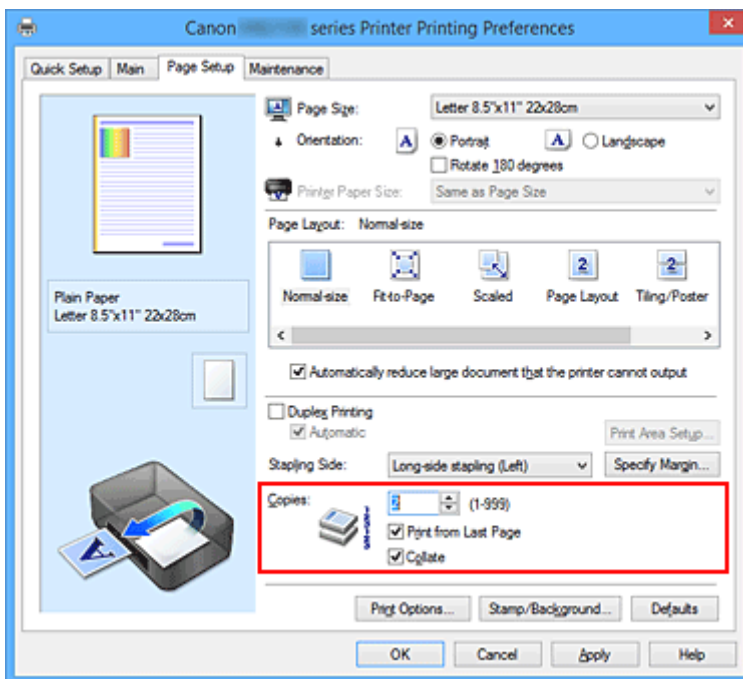 Canon series Printer Printing Preferences
Quick Setup Main Page Setup Maintenance
Page Size: Letter 8.5"x11" 22x28cm
Orientation: A Portrait A Landscape
Rotate 180 degrees
Printer Paper Size: Same as Page Size
Page Layout: Normal-size
2 2
Normal-size Fit-to-Page Scaled Page Layout Tiling/Poster
Plain Paper
Letter 8.5"x11" 22x28cm
Automatically reduce large document that the printer cannot output
Duplex Printing
Automatic
Print Area Setup...
Stapling Side: Long-side stapling (Left) Specify Margin...
Copies: 2 (1-999)
Print from Last Page
Collate
A
Print Options... Stamp/Background... Defaults
OK Cancel Apply Help